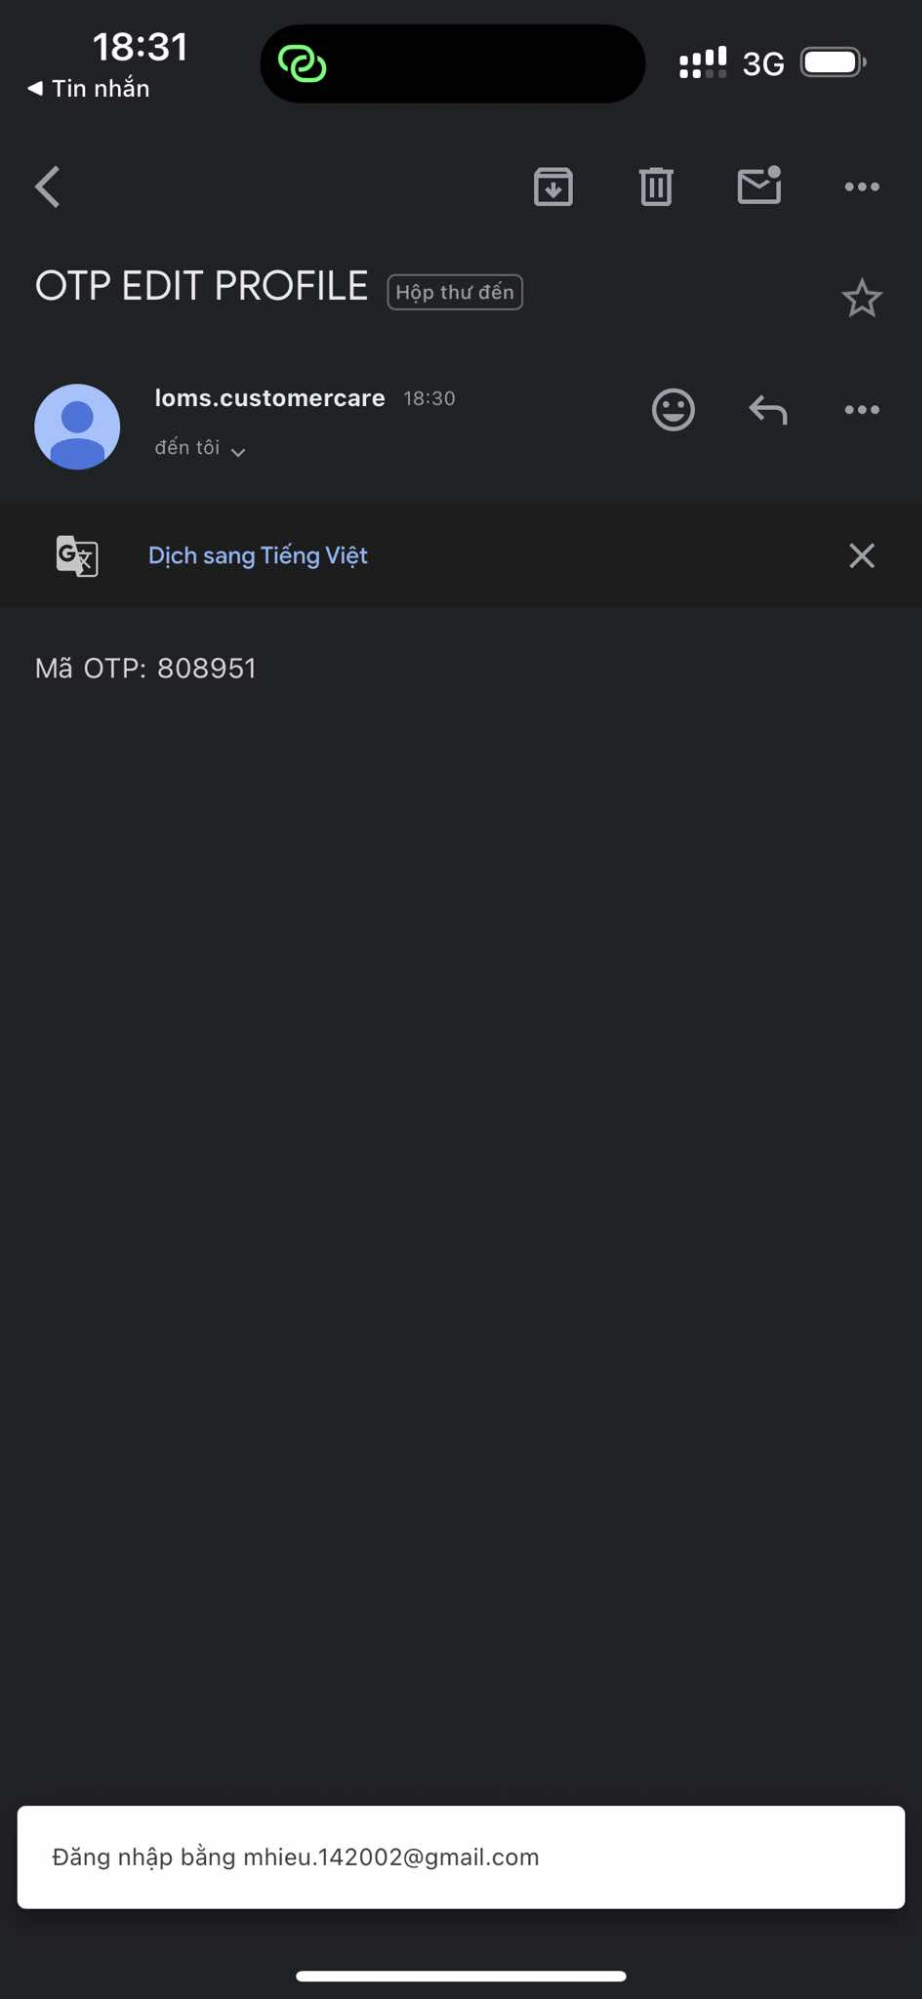 18:31
Tin nhắn
3G
OTP EDIT PROFILE Hộp thư đến
loms.customercare 18:30
đến tôi
Dịch sang Tiếng Việt
Mã OTP: 808951
Đăng nhập bằng mhieu.142002@gmail.com